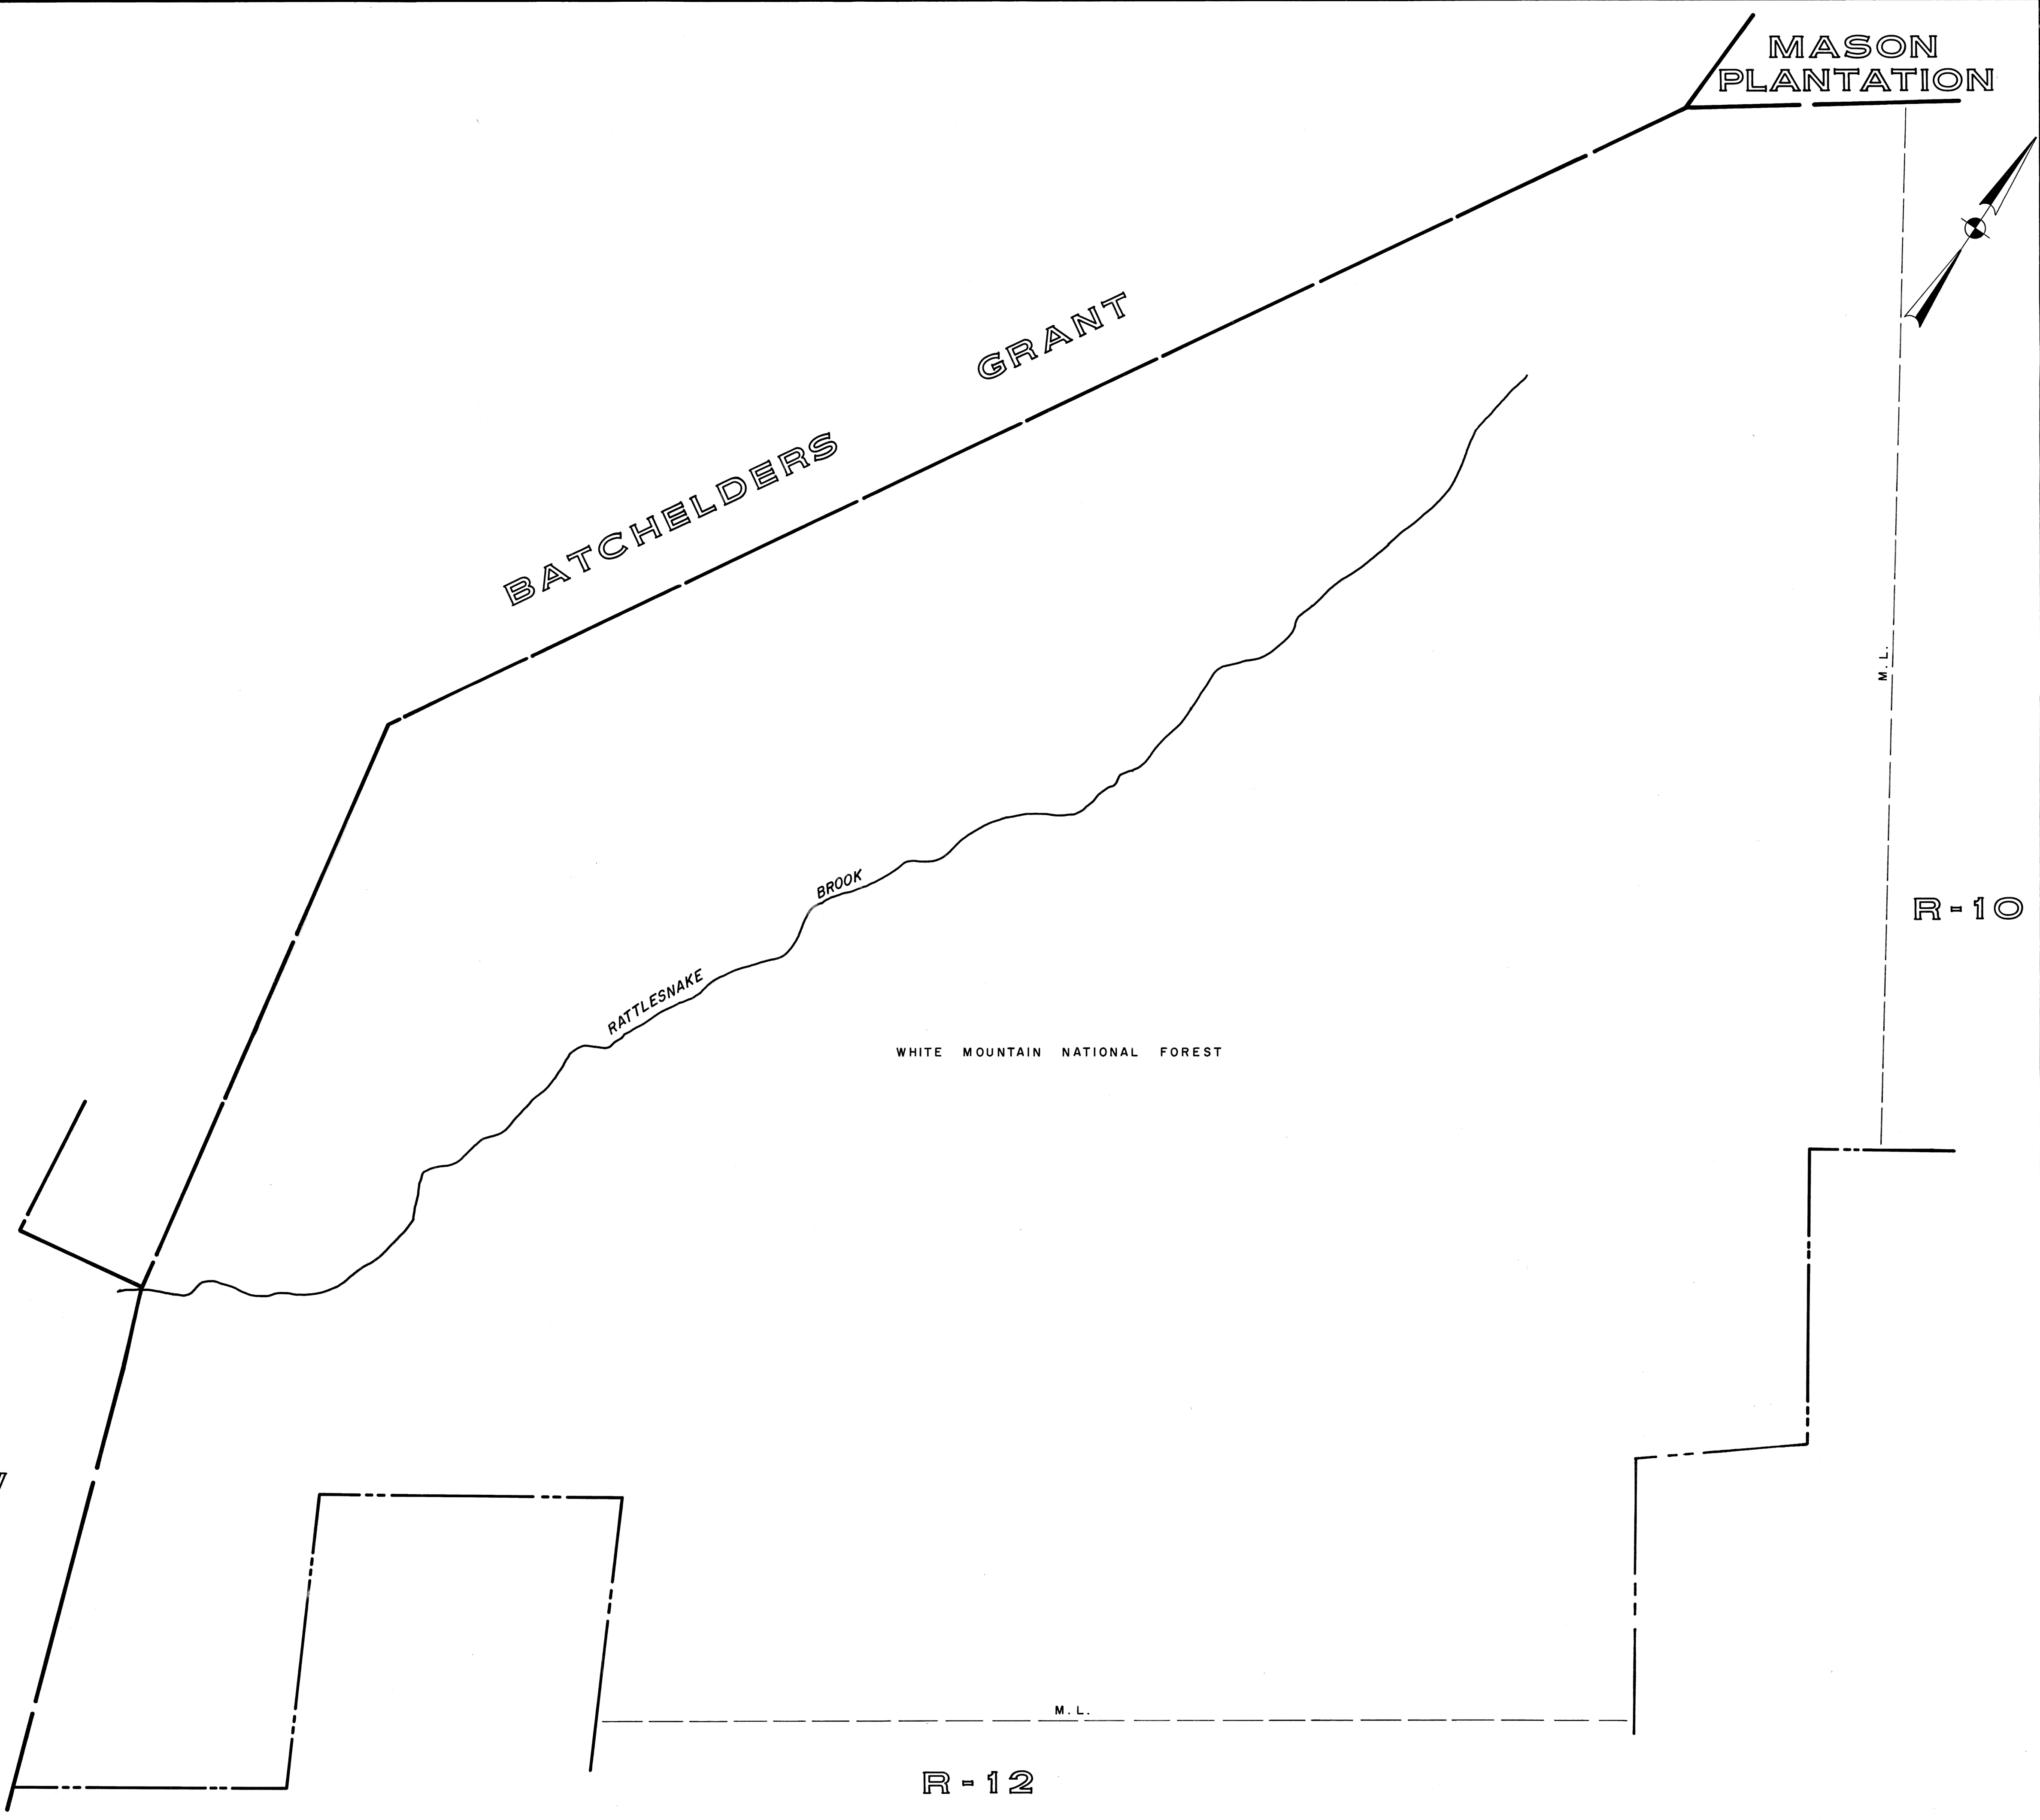 MASON
PLANTATION
BATCHELDERS GRANT
M. L.
BROOK
R-10
RATTLESNAKE
WHITE MOUNTAIN NATIONAL FOREST
M. L.
R-12